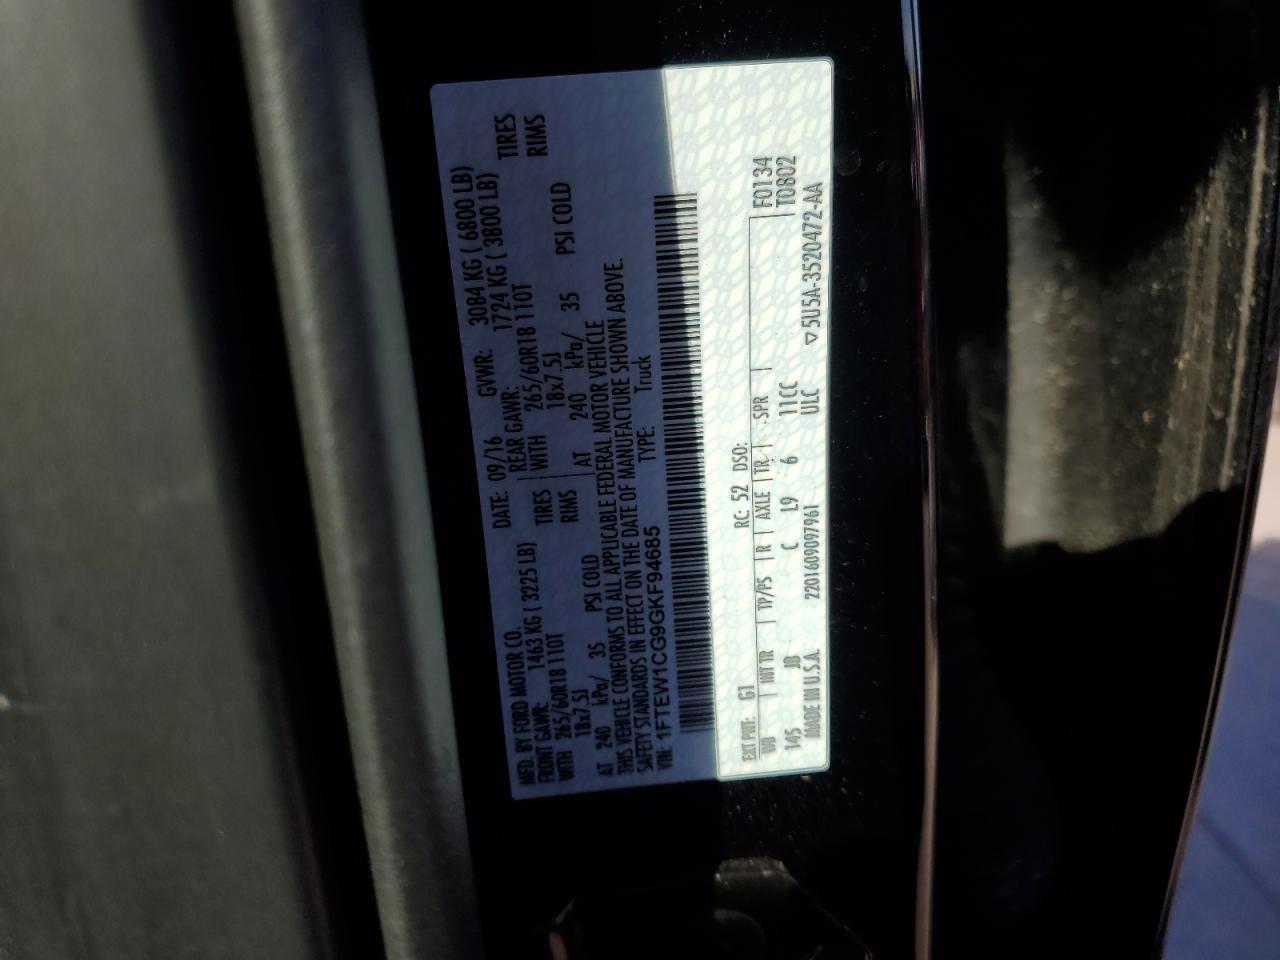 MFD. BY FORD MOTOR CO. DATE: 09/16 GVWR: 3084 KG ( 6800 LB)
FRONT GAWR: 1463 KG ( 3225 LB) REAR GAWR: 1724 KG ( 3800 LB)
WITH 265/60R18 110T TIRES WITH 265/60R18 110T TIRES
18x7.5J RIMS 18x7.5J RIMS
AT 240 kPa/ 35 PSI COLD AT 240 kPa/ 35 PSI COLD
THIS VEHICLE CONFORMS TO ALL APPLICABLE FEDERAL MOTOR VEHICLE
SAFETY STANDARDS IN EFFECT ON THE DATE OF MANUFACTURE SHOWN ABOVE.
VIN: 1FTEW1CG9GKF94685 TYPE: Truck
EXT PNT: G1 RC: 52 DSO: F0134
WB INT TR TP/PS R AXLE TR SPR T0802
145 JB C L9 6 11CC
MADE IN U.S.A. 2201609097961 ULC ▽5U5A-3520472-AA